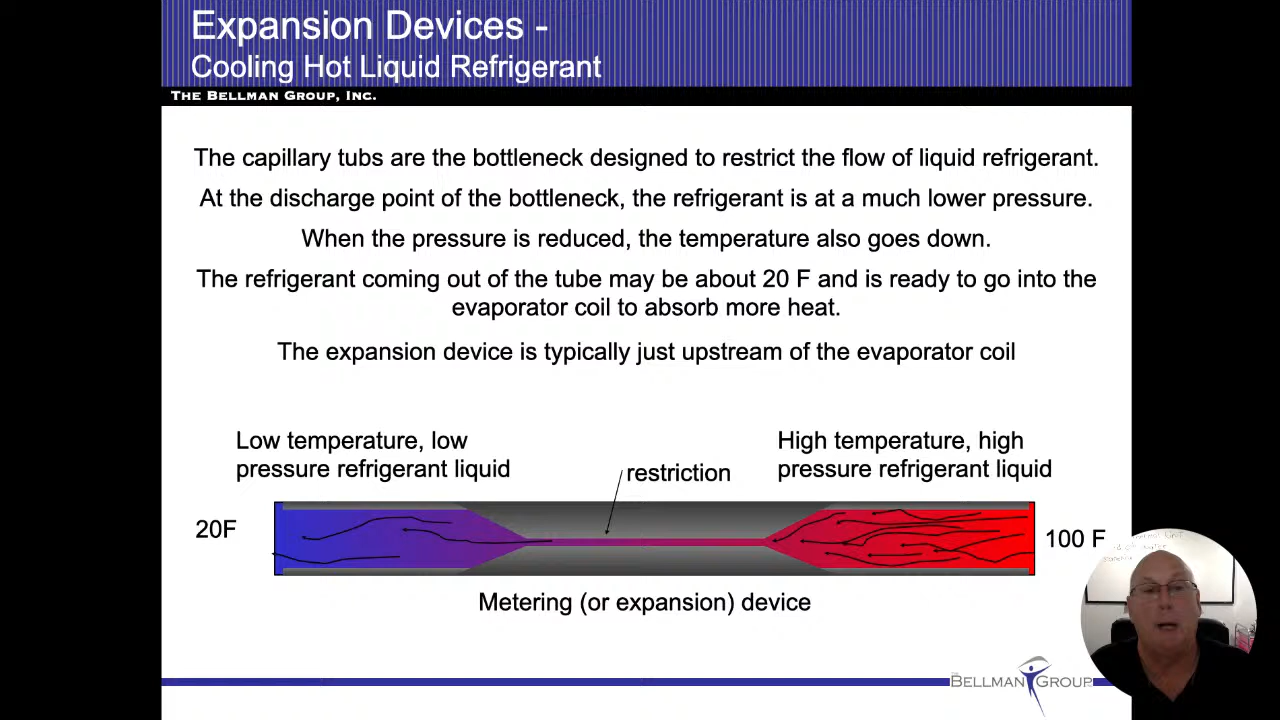 Expansion Devices -
Cooling Hot Liquid Refrigerant
THE BELLMAN GROUP, INC.
The capillary tubs are the bottleneck designed to restrict the flow of liquid refrigerant.
At the discharge point of the bottleneck, the refrigerant is at a much lower pressure.
When the pressure is reduced, the temperature also goes down.
The refrigerant coming out of the tube may be about 20 F and is ready to go into the
evaporator coil to absorb more heat.
The expansion device is typically just upstream of the evaporator coil
Low temperature, low
pressure refrigerant liquid
restriction
High temperature, high
pressure refrigerant liquid
20F
100 F
Metering (or expansion) device
THE
BELLMAN GROUP